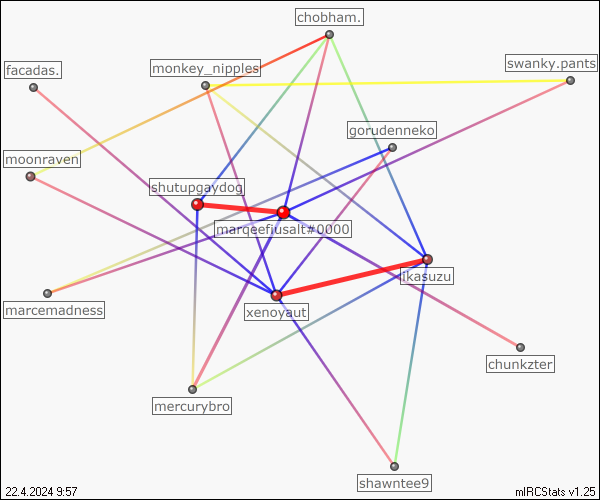 chobham.
monkey_nipples
swanky.pants
facadas.
gorudenneko
moonraven
shutupgaydog
marqeefiusalt#0000
ikasuzu
marcemadness
xenoyaut
chunkzter
mercurybro
shawntee9
22.4.2024 9:57
mIRCStats v1.25